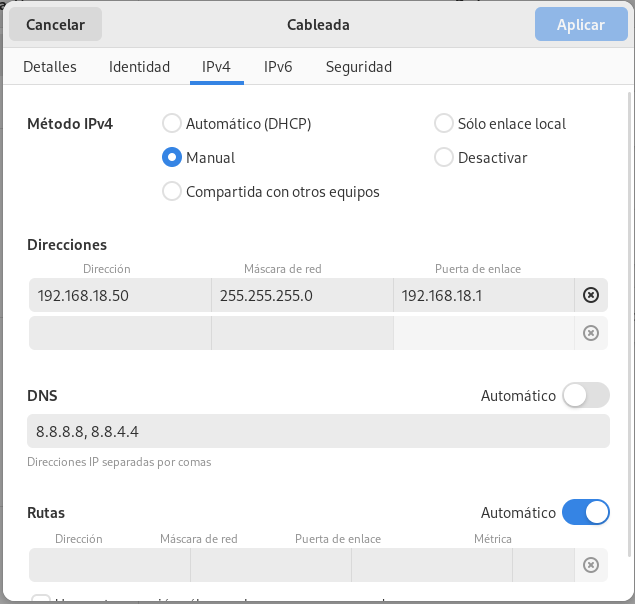 Cancelar Cableada Aplicar
Detalles Identidad IPv4 IPv6 Seguridad
Método IPv4 Automático (DHCP) Sólo enlace local
Manual Desactivar
Compartida con otros equipos
Direcciones
Dirección Máscara de red Puerta de enlace
192.168.18.50 255.255.255.0 192.168.18.1
DNS Automático
8.8.8.8, 8.8.4.4
Direcciones IP separadas por comas
Rutas Automático
Dirección Máscara de red Puerta de enlace Métrica